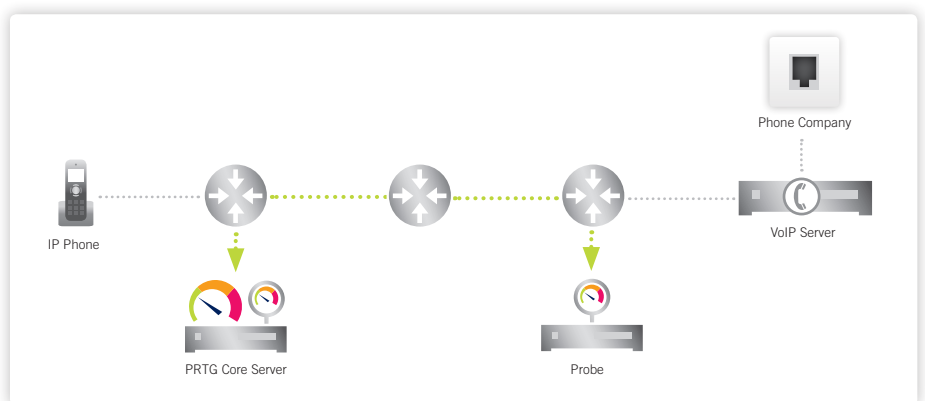 Phone Company
IP Phone
VoIP Server
PRTG Core Server
Probe